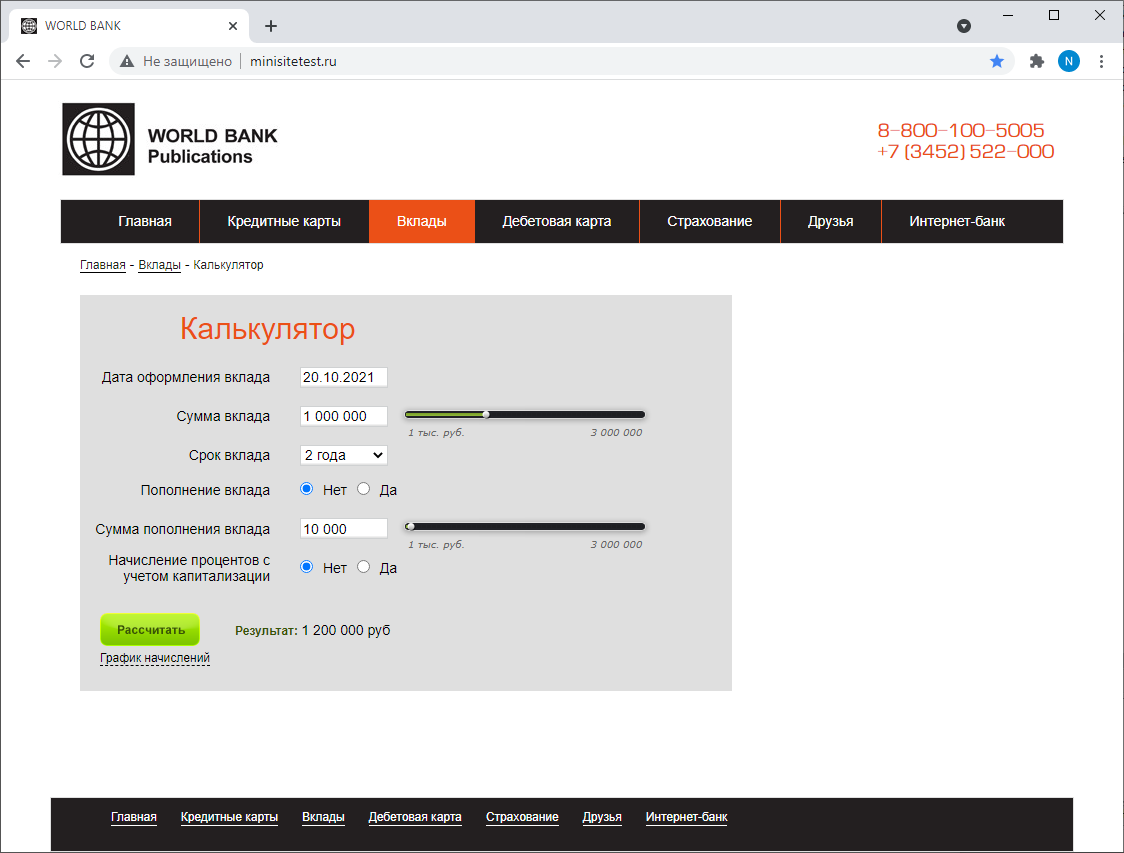 WORLD BANK
Не защищено | minisitetest.ru
N
WORLD BANK
Publications
8-800-100-5005
+7 (3452) 522-000
Главная Кредитные карты Вклады Дебетовая карта Страхование Друзья Интернет-банк
Главная - Вклады - Калькулятор
Калькулятор
Дата оформления вклада 20.10.2021
Сумма вклада 1 000 000
1 тыс. руб. 3 000 000
Срок вклада 2 года
Пополнение вклада Нет Да
Сумма пополнения вклада 10 000
1 тыс. руб. 3 000 000
Начисление процентов с
учетом капитализации Нет Да
Рассчитать Результат: 1 200 000 руб
График начислений
Главная Кредитные карты Вклады Дебетовая карта Страхование Друзья Интернет-банк